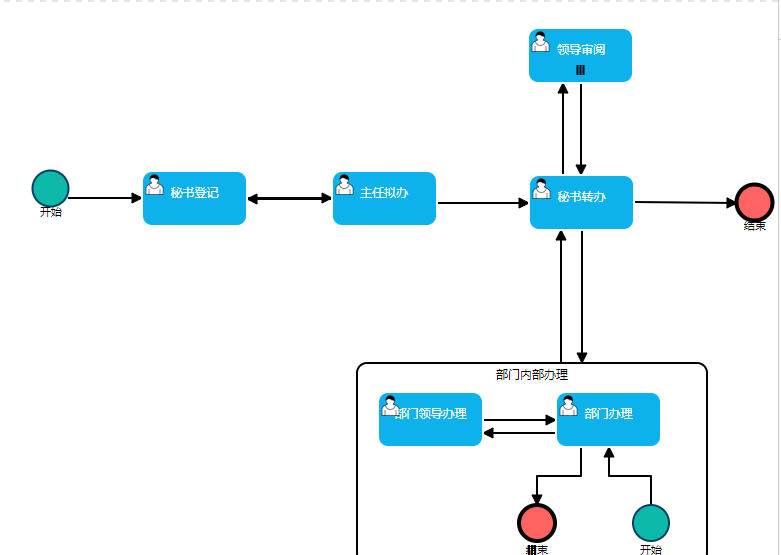 领导审阅
开始
秘书登记
主任拟办
秘书转办
结束
部门内部办理
部门领导办理
部门办理
结束
开始